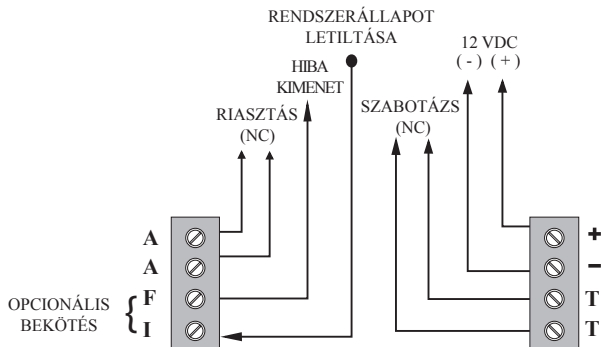 RENDSZERÁLLAPOT
LETILTÁSA
12 VDC
( - ) ( + )
HIBA
KIMENET
RIASZTÁS
(NC)
SZABOTÁZS
(NC)
A
A
F
I
OPCIONÁLIS
BEKÖTÉS
+
−
T
T